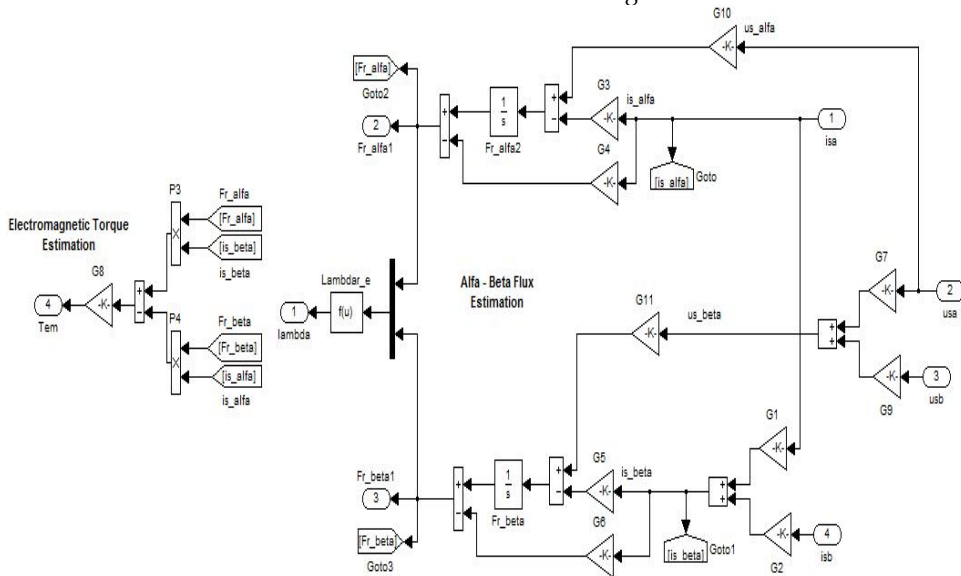 G10
us_alfa
[Fr_alfa]
Goto2
G3
is_alfa
+
−
-K-
1
s
Fr_alfa2
+
−
-K-
2
Fr_alfa1
1
isa
G4
-K-
[is_alfa]
Goto
P3
Fr_alfa
[Fr_alfa]
X
[is_beta]
is_beta
Electromagnetic Torque
Estimation
G8
+
−
-K-
4
Tem
P4
Fr_beta
[Fr_beta]
X
[is_alfa]
is_alfa
Lambdar_e
f(u)
1
lambda
Alfa - Beta Flux
Estimation
G11
us_beta
-K-
G7
-K-
2
usa
+
+
-K-
3
usb
G9
G1
-K-
Fr_beta1
3
+
−
1
s
Fr_beta
+
−
G5
is_beta
-K-
+
+
G6
-K-
[Fr_beta]
Goto3
[is_beta]
Goto1
-K-
G2
4
isb